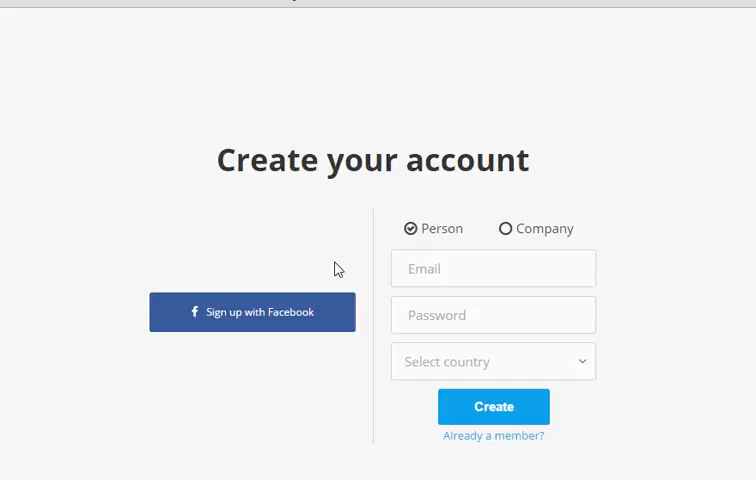 Create your account
Person
Company
Email
f Sign up with Facebook
Password
Select country
Create
Already a member?